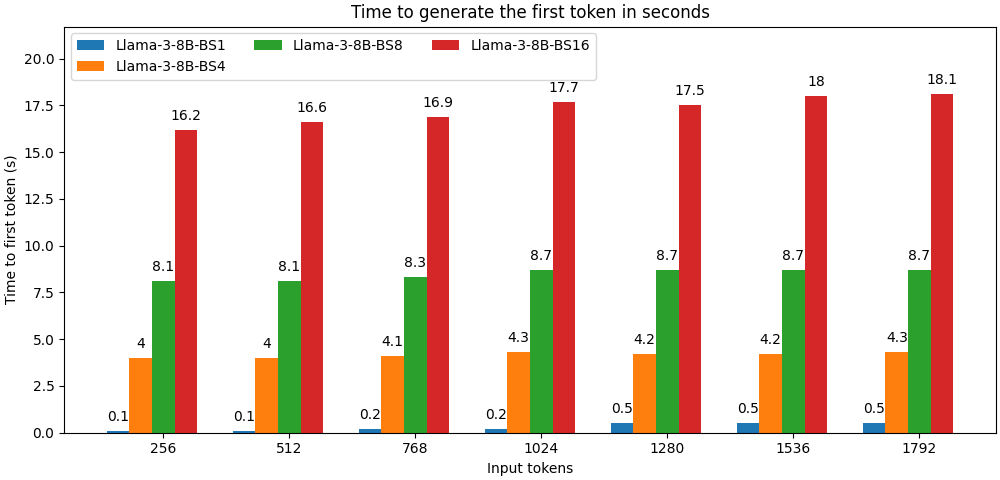 Time to generate the first token in seconds
Llama-3-8B-BS1 Llama-3-8B-BS8 Llama-3-8B-BS16
Llama-3-8B-BS4
Time to first token (s)
20.0
17.5
15.0
12.5
10.0
7.5
5.0
2.5
0.0
0.1 4 8.1 16.2
0.1 4 8.1 16.6
0.2 4.1 8.3 16.9
0.2 4.3 8.7 17.7
0.5 4.2 8.7 17.5
0.5 4.2 8.7 18
0.5 4.3 8.7 18.1
256 512 768 1024 1280 1536 1792
Input tokens